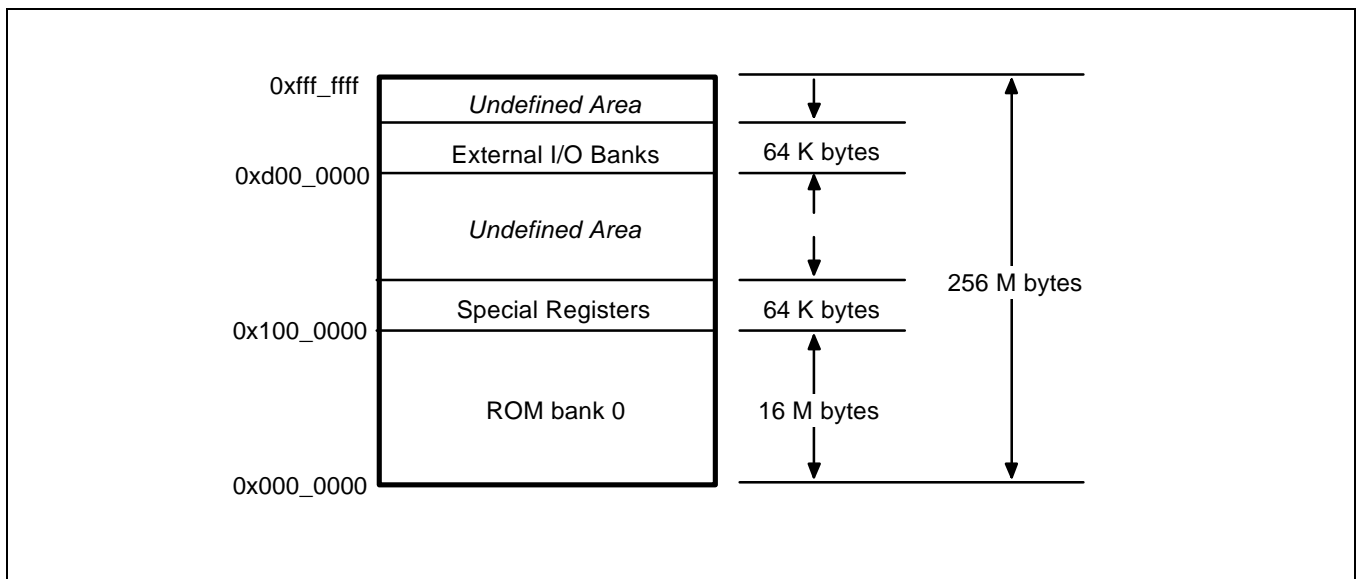 0xfff_ffff
Undefined Area
External I/O Banks
64 K bytes
0xd00_0000
Undefined Area
256 M bytes
Special Registers
64 K bytes
0x100_0000
ROM bank 0
16 M bytes
0x000_0000